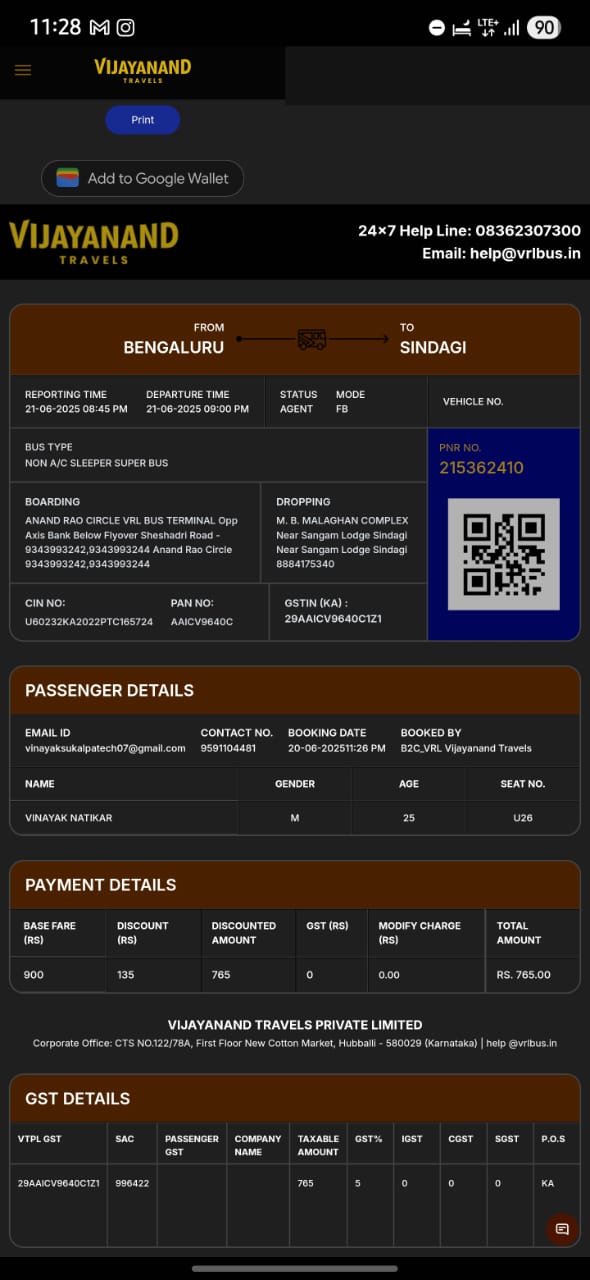 11:28
LTE+
90
VIJAYANAND
TRAVELS
Print
Add to Google Wallet
VIJAYANAND
TRAVELS
24x7 Help Line: 08362307300
Email: help@vrlbus.in
FROM
BENGALURU
TO
SINDAGI
REPORTING TIME
21-06-2025 08:45 PM
DEPARTURE TIME
21-06-2025 09:00 PM
STATUS
AGENT
MODE
FB
VEHICLE NO.
BUS TYPE
NON A/C SLEEPER SUPER BUS
PNR NO.
215362410
BOARDING
ANAND RAO CIRCLE VRL BUS TERMINAL Opp
Axis Bank Below Flyover Sheshadri Road -
9343993242,9343993244 Anand Rao Circle
9343993242,9343993244
DROPPING
M. B. MALAGHAN COMPLEX
Near Sangam Lodge Sindagi
Near Sangam Lodge Sindagi
8884175340
CIN NO:
U60232KA2022PTC165724
PAN NO:
AAICV9640C
GSTIN (KA) :
29AAICV9640C1Z1
PASSENGER DETAILS
EMAIL ID
vinayaksukalpatech07@gmail.com
CONTACT NO.
9591104481
BOOKING DATE
20-06-202511:26 PM
BOOKED BY
B2C_VRL Vijayanand Travels
NAME GENDER AGE SEAT NO.
VINAYAK NATIKAR M 25 U26
PAYMENT DETAILS
BASE FARE
(RS)
DISCOUNT
(RS)
DISCOUNTED
AMOUNT
GST (RS)
MODIFY CHARGE
(RS)
TOTAL
AMOUNT
900 135 765 0 0.00 RS. 765.00
VIJAYANAND TRAVELS PRIVATE LIMITED
Corporate Office: CTS NO.122/78A, First Floor New Cotton Market, Hubballi - 580029 (Karnataka) | help @vrlbus.in
GST DETAILS
VTPL GST
SAC
PASSENGER
GST
COMPANY
NAME
TAXABLE
AMOUNT
GST%
IGST
CGST
SGST
P.O.S
29AAICV9640C1Z1 996422 765 5 0 0 0 KA